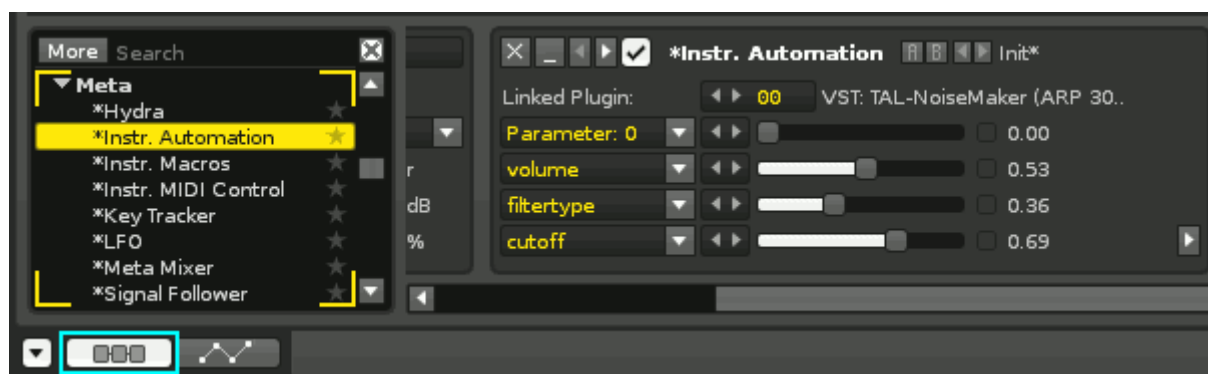 More Search
Meta
*Hydra
*Instr. Automation
*Instr. Macros
*Instr. MIDI Control
*Key Tracker
*LFO
*Meta Mixer
*Signal Follower
r
dB
%
*Instr. Automation A B Init*
Linked Plugin: 00 VST: TAL-NoiseMaker (ARP 30..
Parameter: 0 0.00
volume 0.53
filtertype 0.36
cutoff 0.69